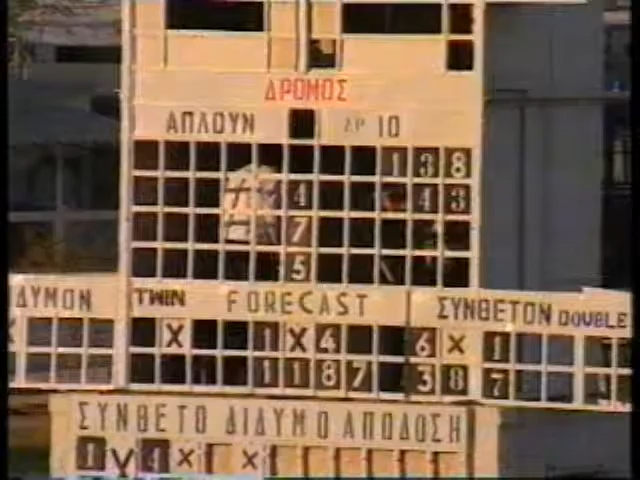 ΔΡΟΜΟΣ
ΑΠΛΟΥΝ ΔΡ 10
1 3 8
4 4 3
7
5
ΔΥΜΟΝ TWIN FORECAST ΣΥΝΘΕΤΟΝ DOUBLE
X 1 X 4 6 X 1
1 1 8 7 3 8 7
ΣΥΝΘΕΤΟ ΔΙΔΥΜΟ ΑΠΟΔΟΣΗ
1 X 4 X X